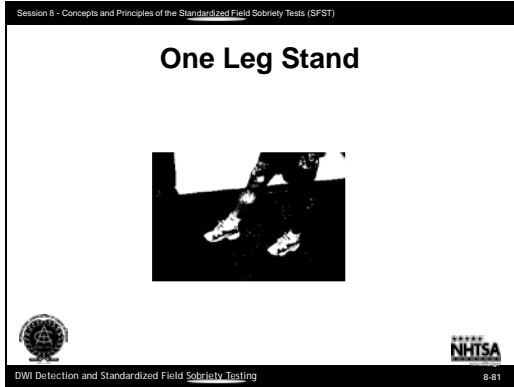 Session 8 - Concepts and Principles of the Standardized Field Sobriety Tests (SFST)
One Leg Stand
NHTSA
DWI Detection and Standardized Field Sobriety Testing
8-81